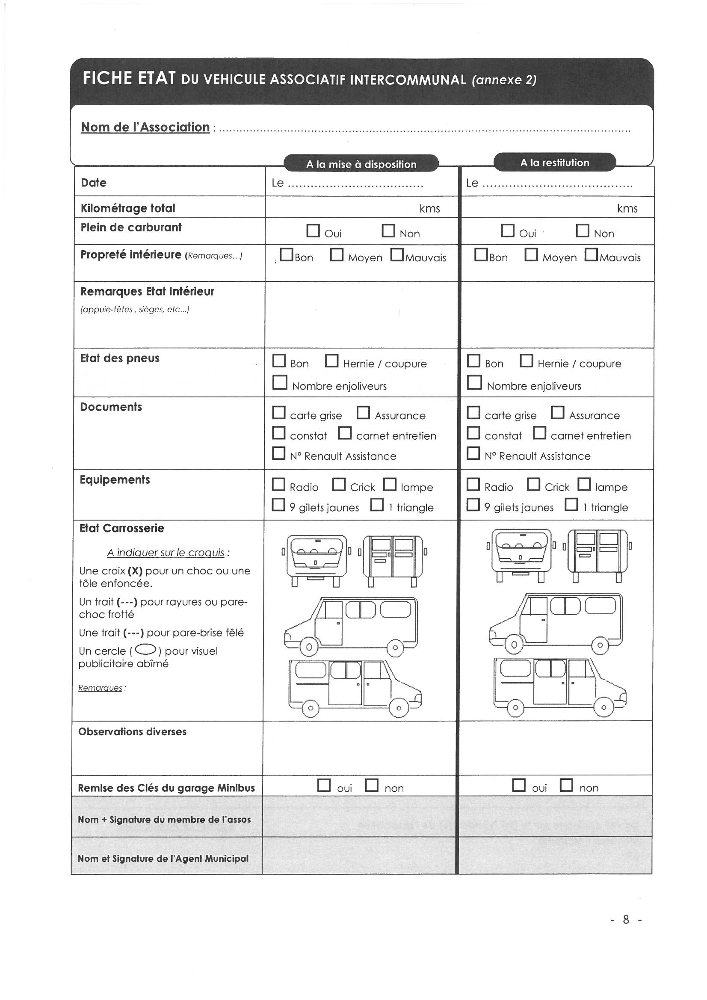 FICHE ETAT DU VEHICULE ASSOCIATIF INTERCOMMUNAL (annexe 2)
Nom de l'Association : ................................................................
A la mise à disposition A la restitution
Date Le .................................... Le ........................................
Kilométrage total kms kms
Plein de carburant Oui Non Oui Non
Propreté intérieure (Remarques...) Bon Moyen Mauvais Bon Moyen Mauvais
Remarques Etat Intérieur
(appuie-têtes , sièges, etc...)
Etat des pneus Bon Hernie / coupure Bon Hernie / coupure
Nombre enjoliveurs Nombre enjoliveurs
Documents carte grise Assurance carte grise Assurance
constat carnet entretien constat carnet entretien
N° Renault Assistance N° Renault Assistance
Equipements Radio Crick lampe Radio Crick lampe
9 gilets jaunes 1 triangle 9 gilets jaunes 1 triangle
Etat Carrosserie
A indiquer sur le croquis :
Une croix (X) pour un choc ou une
tôle enfoncée.
Un trait (---) pour rayures ou pare-
choc frotté
Une trait (---) pour pare-brise fêlé
Un cercle ( ) pour visuel
publicitaire abîmé
Remarques :
Observations diverses
Remise des Clés du garage Minibus oui non oui non
Nom + Signature du membre de l'assos
Nom et Signature de l'Agent Municipal
- 8 -